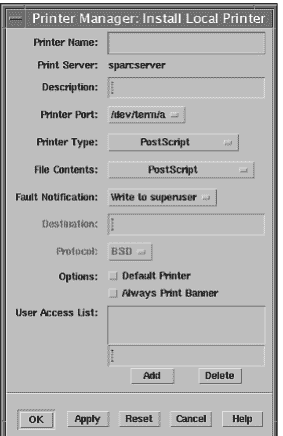 Printer Manager: Install Local Printer
Printer Name:
Print Server: sparcserver
Description:
Printer Port: /dev/term/a
Printer Type: PostScript
File Contents: PostScript
Fault Notification: Write to superuser
Destination:
Protocol: BSD
Options: Default Printer
Always Print Banner
User Access List:
Add Delete
OK Apply Reset Cancel Help